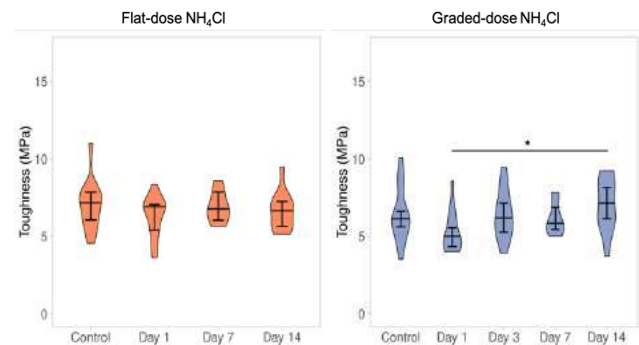 Flat-dose NH₄Cl
Graded-dose NH₄Cl
Toughness (MPa)
15
10
5
0
Control Day 1 Day 7 Day 14
Toughness (MPa)
15
10
5
0
*
Control Day 1 Day 3 Day 7 Day 14